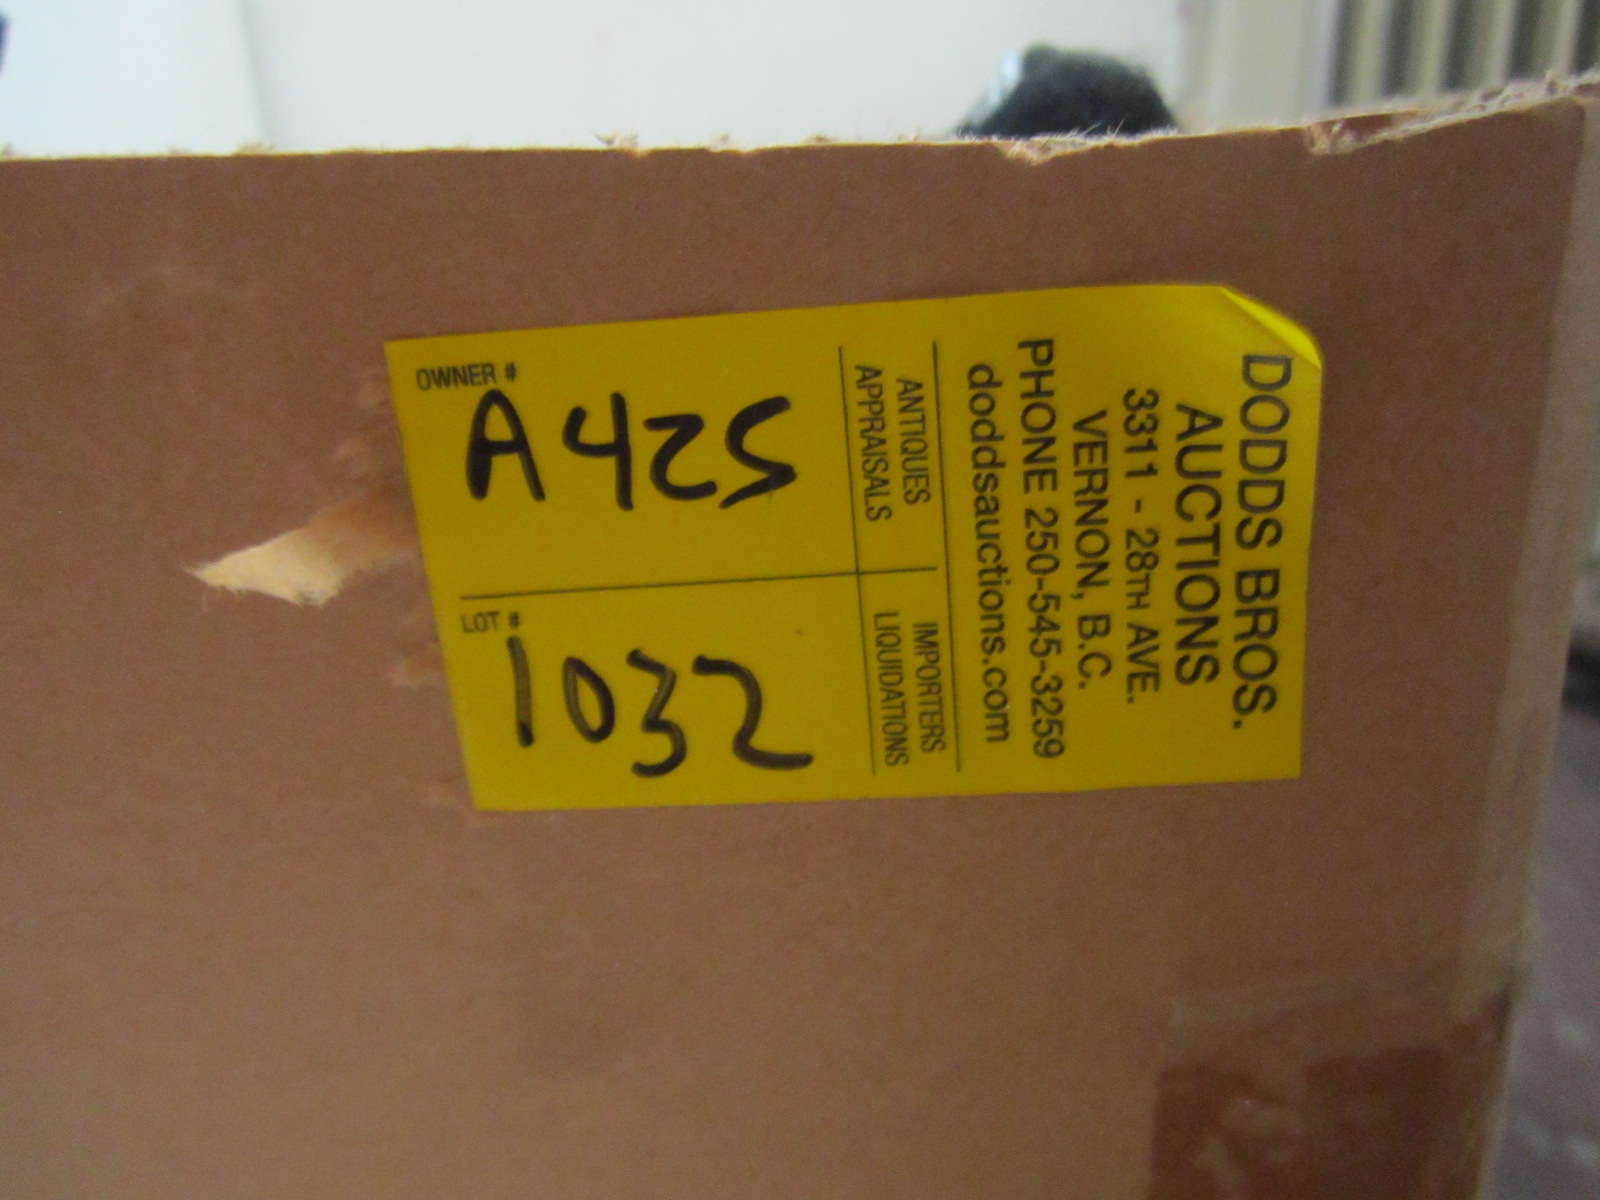 DODDS BROS.
AUCTIONS
3311 - 28TH AVE.
VERNON, B.C.
PHONE 250-545-3259
doddsauctions.com
ANTIQUES
APPRAISALS
IMPORTERS
LIQUIDATIONS
OWNER #
A425
LOT #
1032